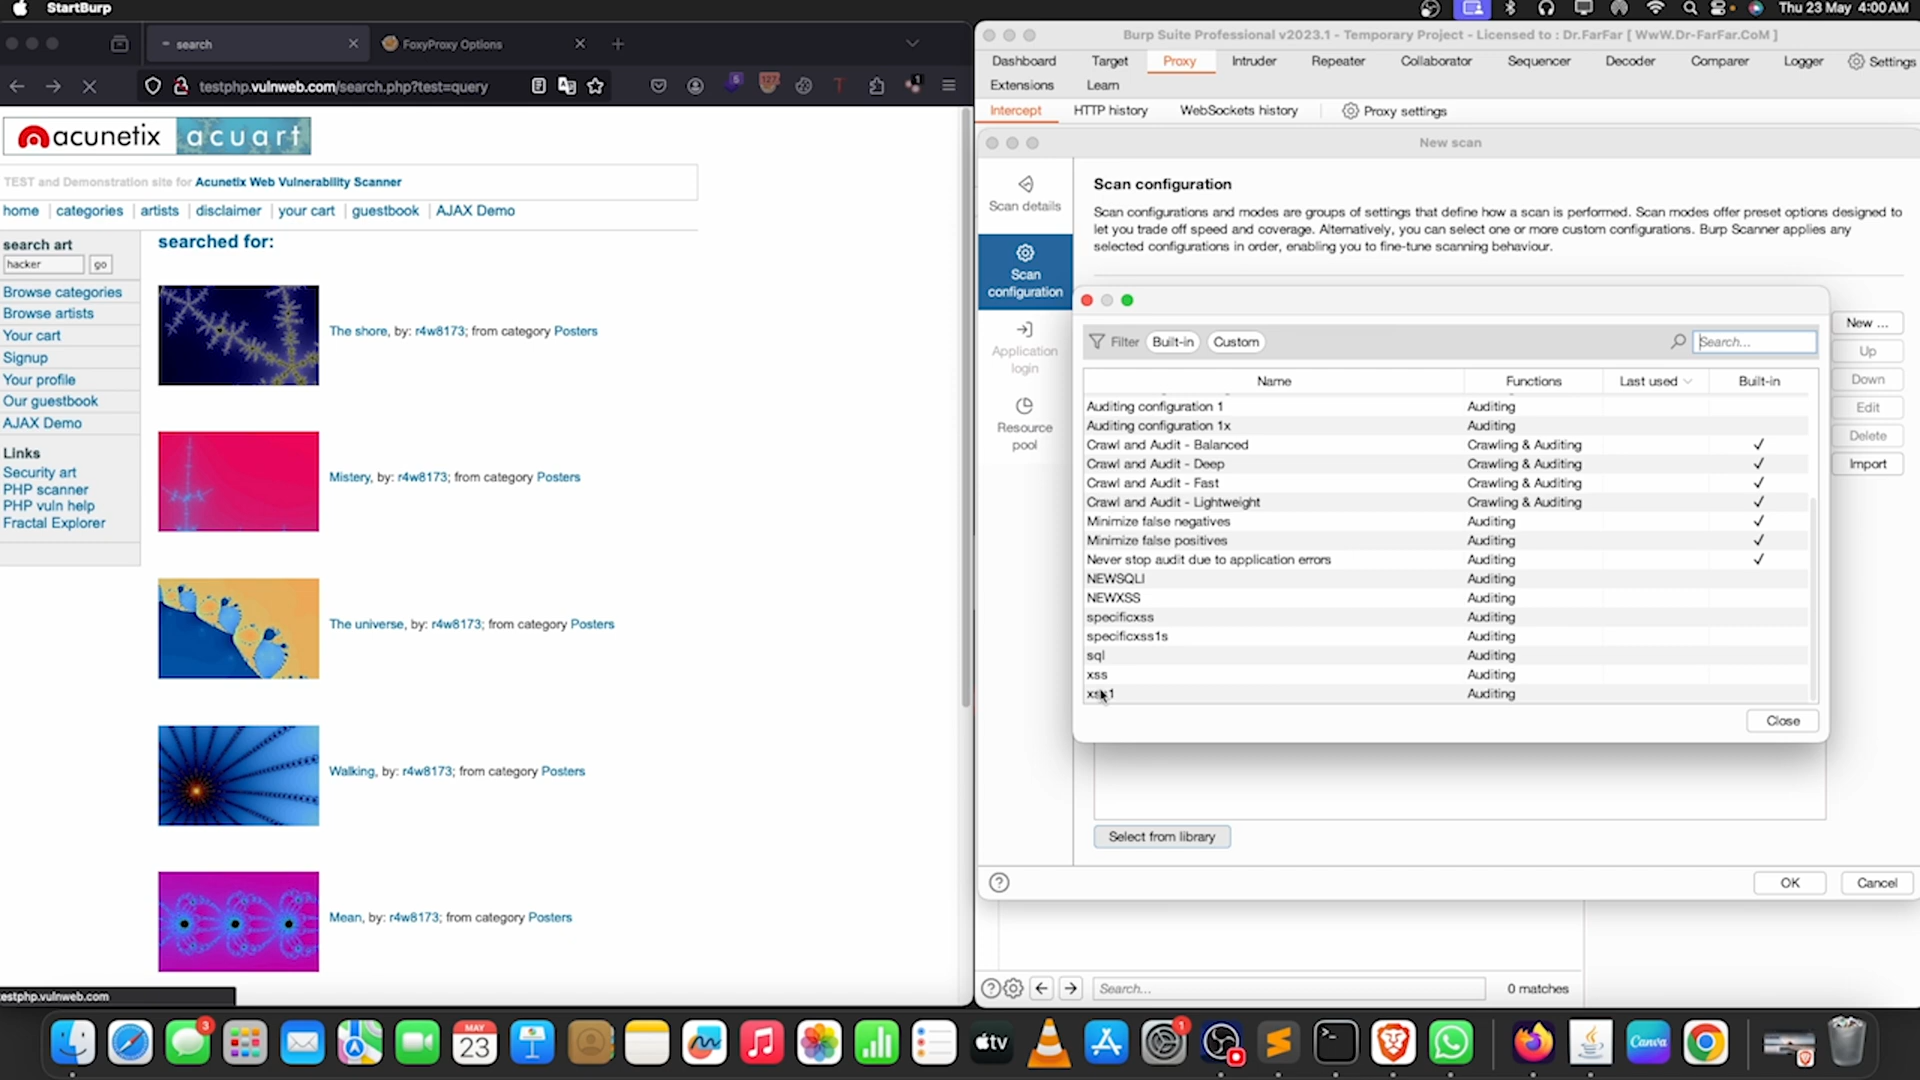 StartBurp
Thu 23 May 4:00 AM
search
FoxyProxy Options
testphp.vulnweb.com/search.php?test=query
5
127
1
acunetix acuart
TEST and Demonstration site for Acunetix Web Vulnerability Scanner
home | categories | artists | disclaimer | your cart | guestbook | AJAX Demo
search art
hacker
go
Browse categories
Browse artists
Your cart
Signup
Your profile
Our guestbook
AJAX Demo
Links
Security art
PHP scanner
PHP vuln help
Fractal Explorer
searched for:
The shore, by: r4w8173; from category Posters
Mistery, by: r4w8173; from category Posters
The universe, by: r4w8173; from category Posters
Walking, by: r4w8173; from category Posters
Mean, by: r4w8173; from category Posters
estphp.vulnweb.com
Burp Suite Professional v2023.1 - Temporary Project - Licensed to : Dr.FarFar [ WwW.Dr-FarFar.CoM ]
Dashboard Target Proxy Intruder Repeater Collaborator Sequencer Decoder Comparer Logger Settings
Extensions Learn
Intercept HTTP history WebSockets history Proxy settings
New scan
Scan details
Scan configuration
Application login
Resource pool
Scan configuration
Scan configurations and modes are groups of settings that define how a scan is performed. Scan modes offer preset options designed to
let you trade off speed and coverage. Alternatively, you can select one or more custom configurations. Burp Scanner applies any
selected configurations in order, enabling you to fine-tune scanning behaviour.
Filter Built-in Custom Search...
Name Functions Last used Built-in
Auditing configuration 1 Auditing
Auditing configuration 1x Auditing
Crawl and Audit - Balanced Crawling & Auditing ✓
Crawl and Audit - Deep Crawling & Auditing ✓
Crawl and Audit - Fast Crawling & Auditing ✓
Crawl and Audit - Lightweight Crawling & Auditing ✓
Minimize false negatives Auditing ✓
Minimize false positives Auditing ✓
Never stop audit due to application errors Auditing ✓
NEWSQLI Auditing
NEWXSS Auditing
specificxss Auditing
specificxss1s Auditing
sql Auditing
xss Auditing
xss1 Auditing
Close
New ...
Up
Down
Edit
Delete
Import
Select from library
OK Cancel
Search... 0 matches
3
MAY
23
tv
1
Canva